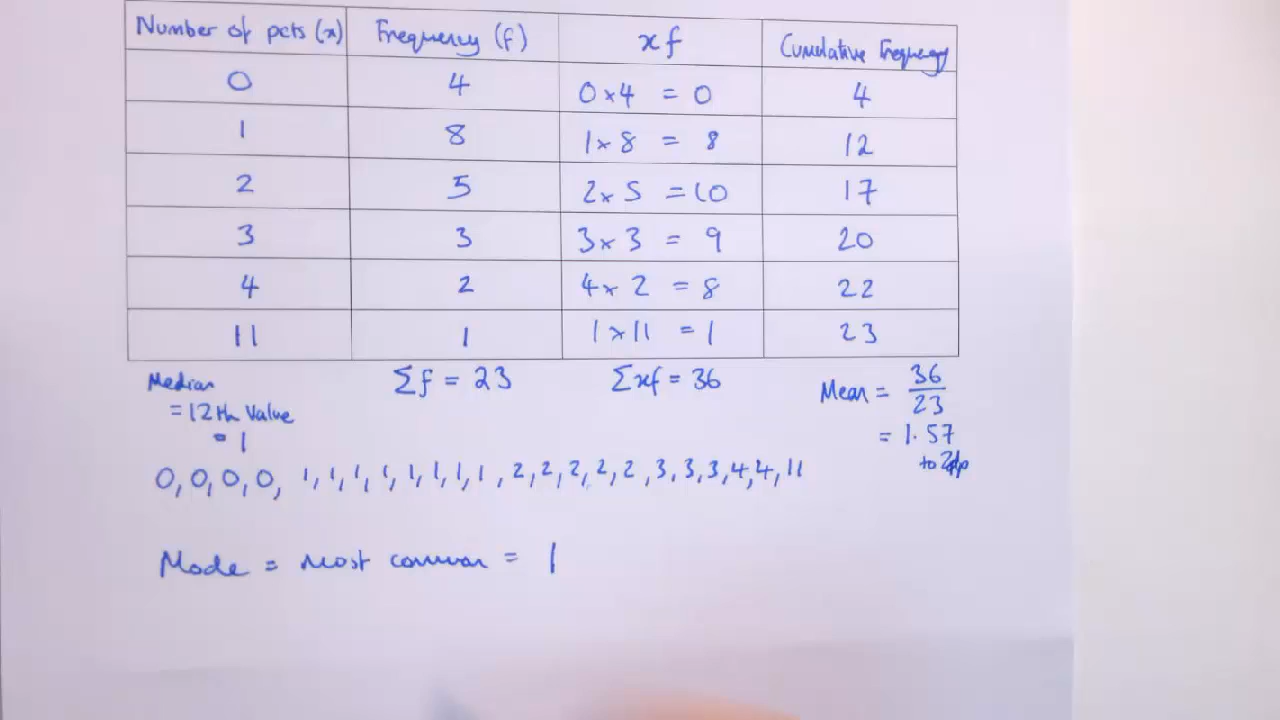 Number of pets (x) Frequency (f) xf Cumulative Frequency
0 4 0 × 4 = 0 4
1 8 1 × 8 = 8 12
2 5 2 × 5 = 10 17
3 3 3 × 3 = 9 20
4 2 4 × 2 = 8 22
11 1 1 × 11 = 1 23
Σf = 23 Σxf = 36
Median
= 12th Value
= 1
Mean = 36/23
= 1.57
to 2dp
0, 0, 0, 0, 1, 1, 1, 1, 1, 1, 1, 1, 2, 2, 2, 2, 2, 3, 3, 3, 4, 4, 11
Mode = most common = 1